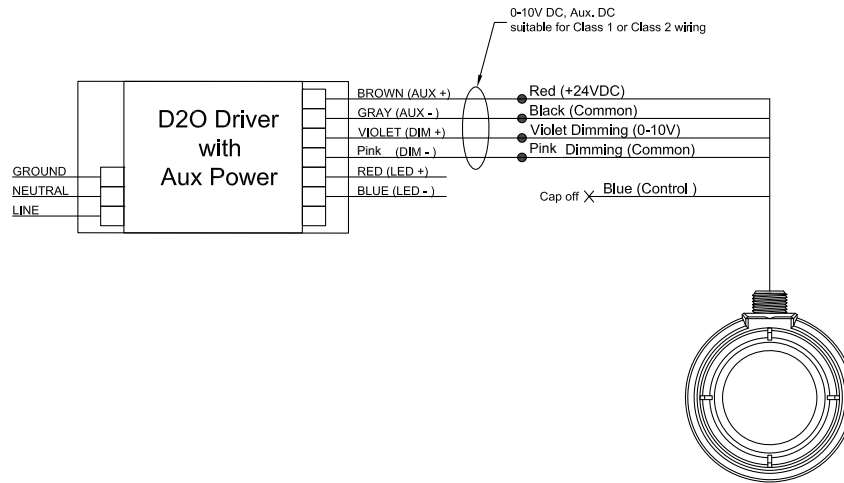 0-10V DC, Aux. DC
suitable for Class 1 or Class 2 wiring
D2O Driver
with
Aux Power
GROUND
NEUTRAL
LINE
BROWN (AUX +)
GRAY (AUX - )
VIOLET (DIM +)
Pink (DIM - )
RED (LED +)
BLUE (LED - )
Red (+24VDC)
Black (Common)
Violet Dimming (0-10V)
Pink Dimming (Common)
Cap off
Blue (Control )